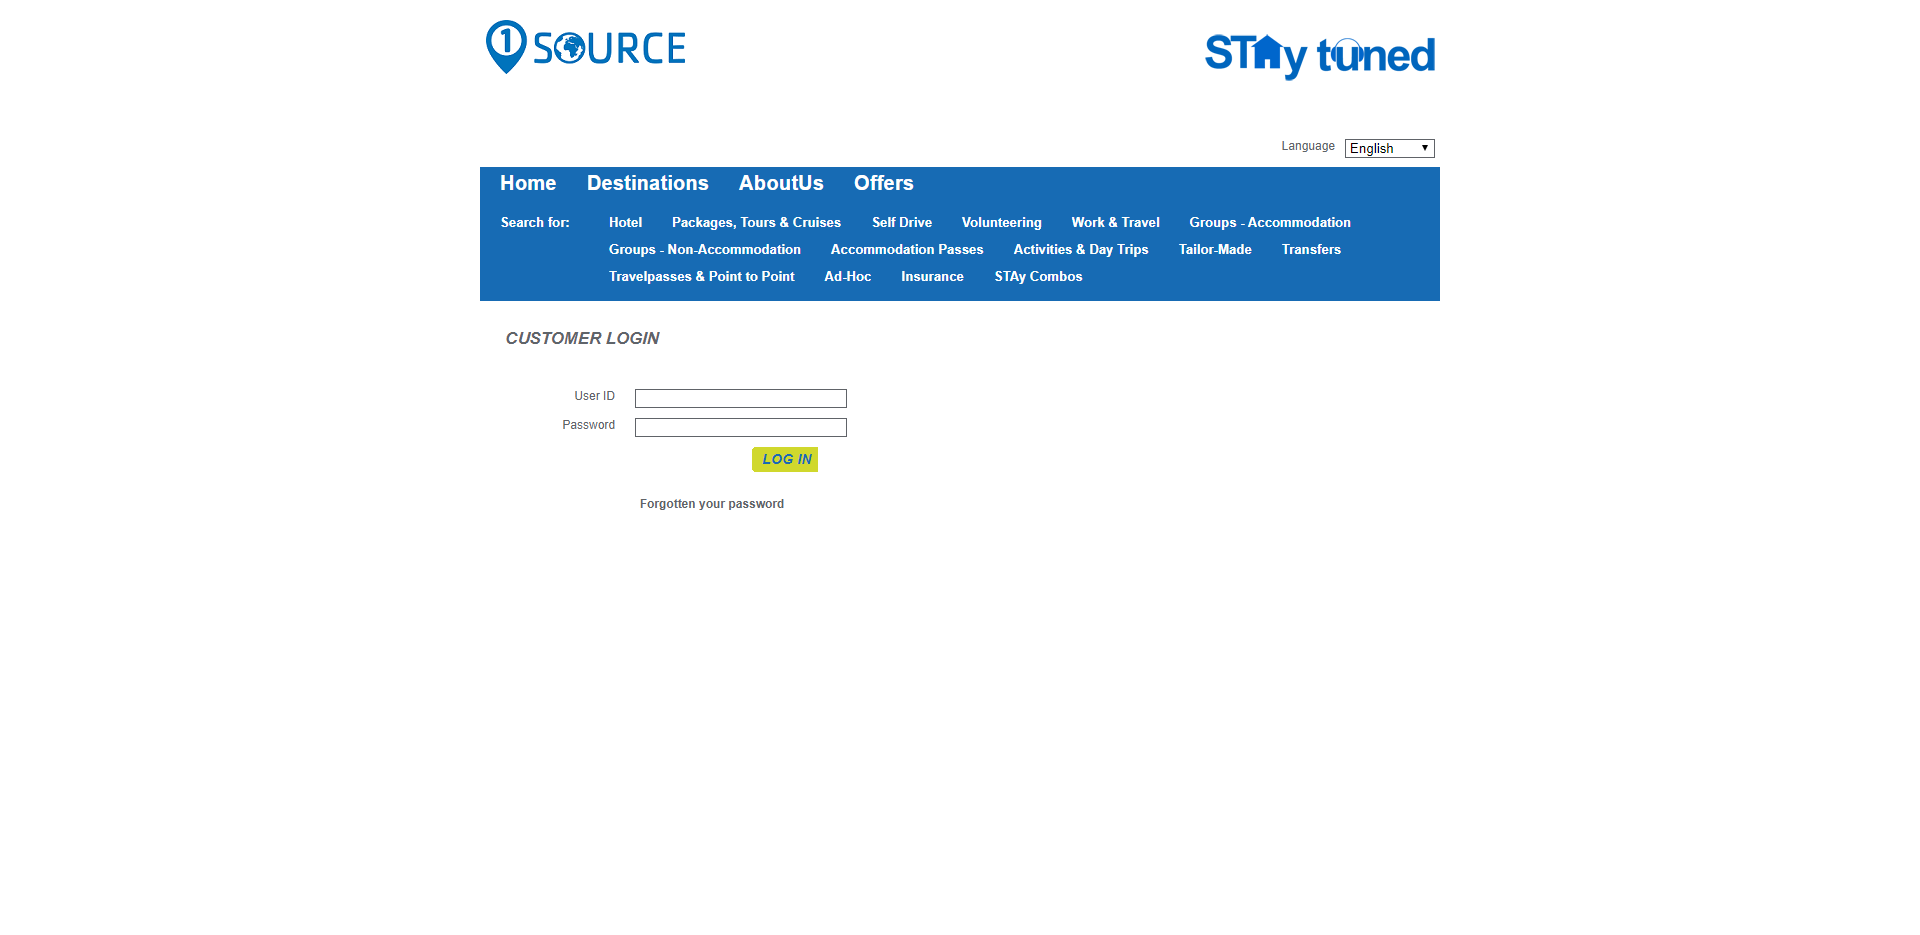 1 SOURCE
STAy tuned
Language English
Home Destinations AboutUs Offers
Search for: Hotel Packages, Tours & Cruises Self Drive Volunteering Work & Travel Groups - Accommodation
Groups - Non-Accommodation Accommodation Passes Activities & Day Trips Tailor-Made Transfers
Travelpasses & Point to Point Ad-Hoc Insurance STAy Combos
CUSTOMER LOGIN
User ID
Password
LOG IN
Forgotten your password